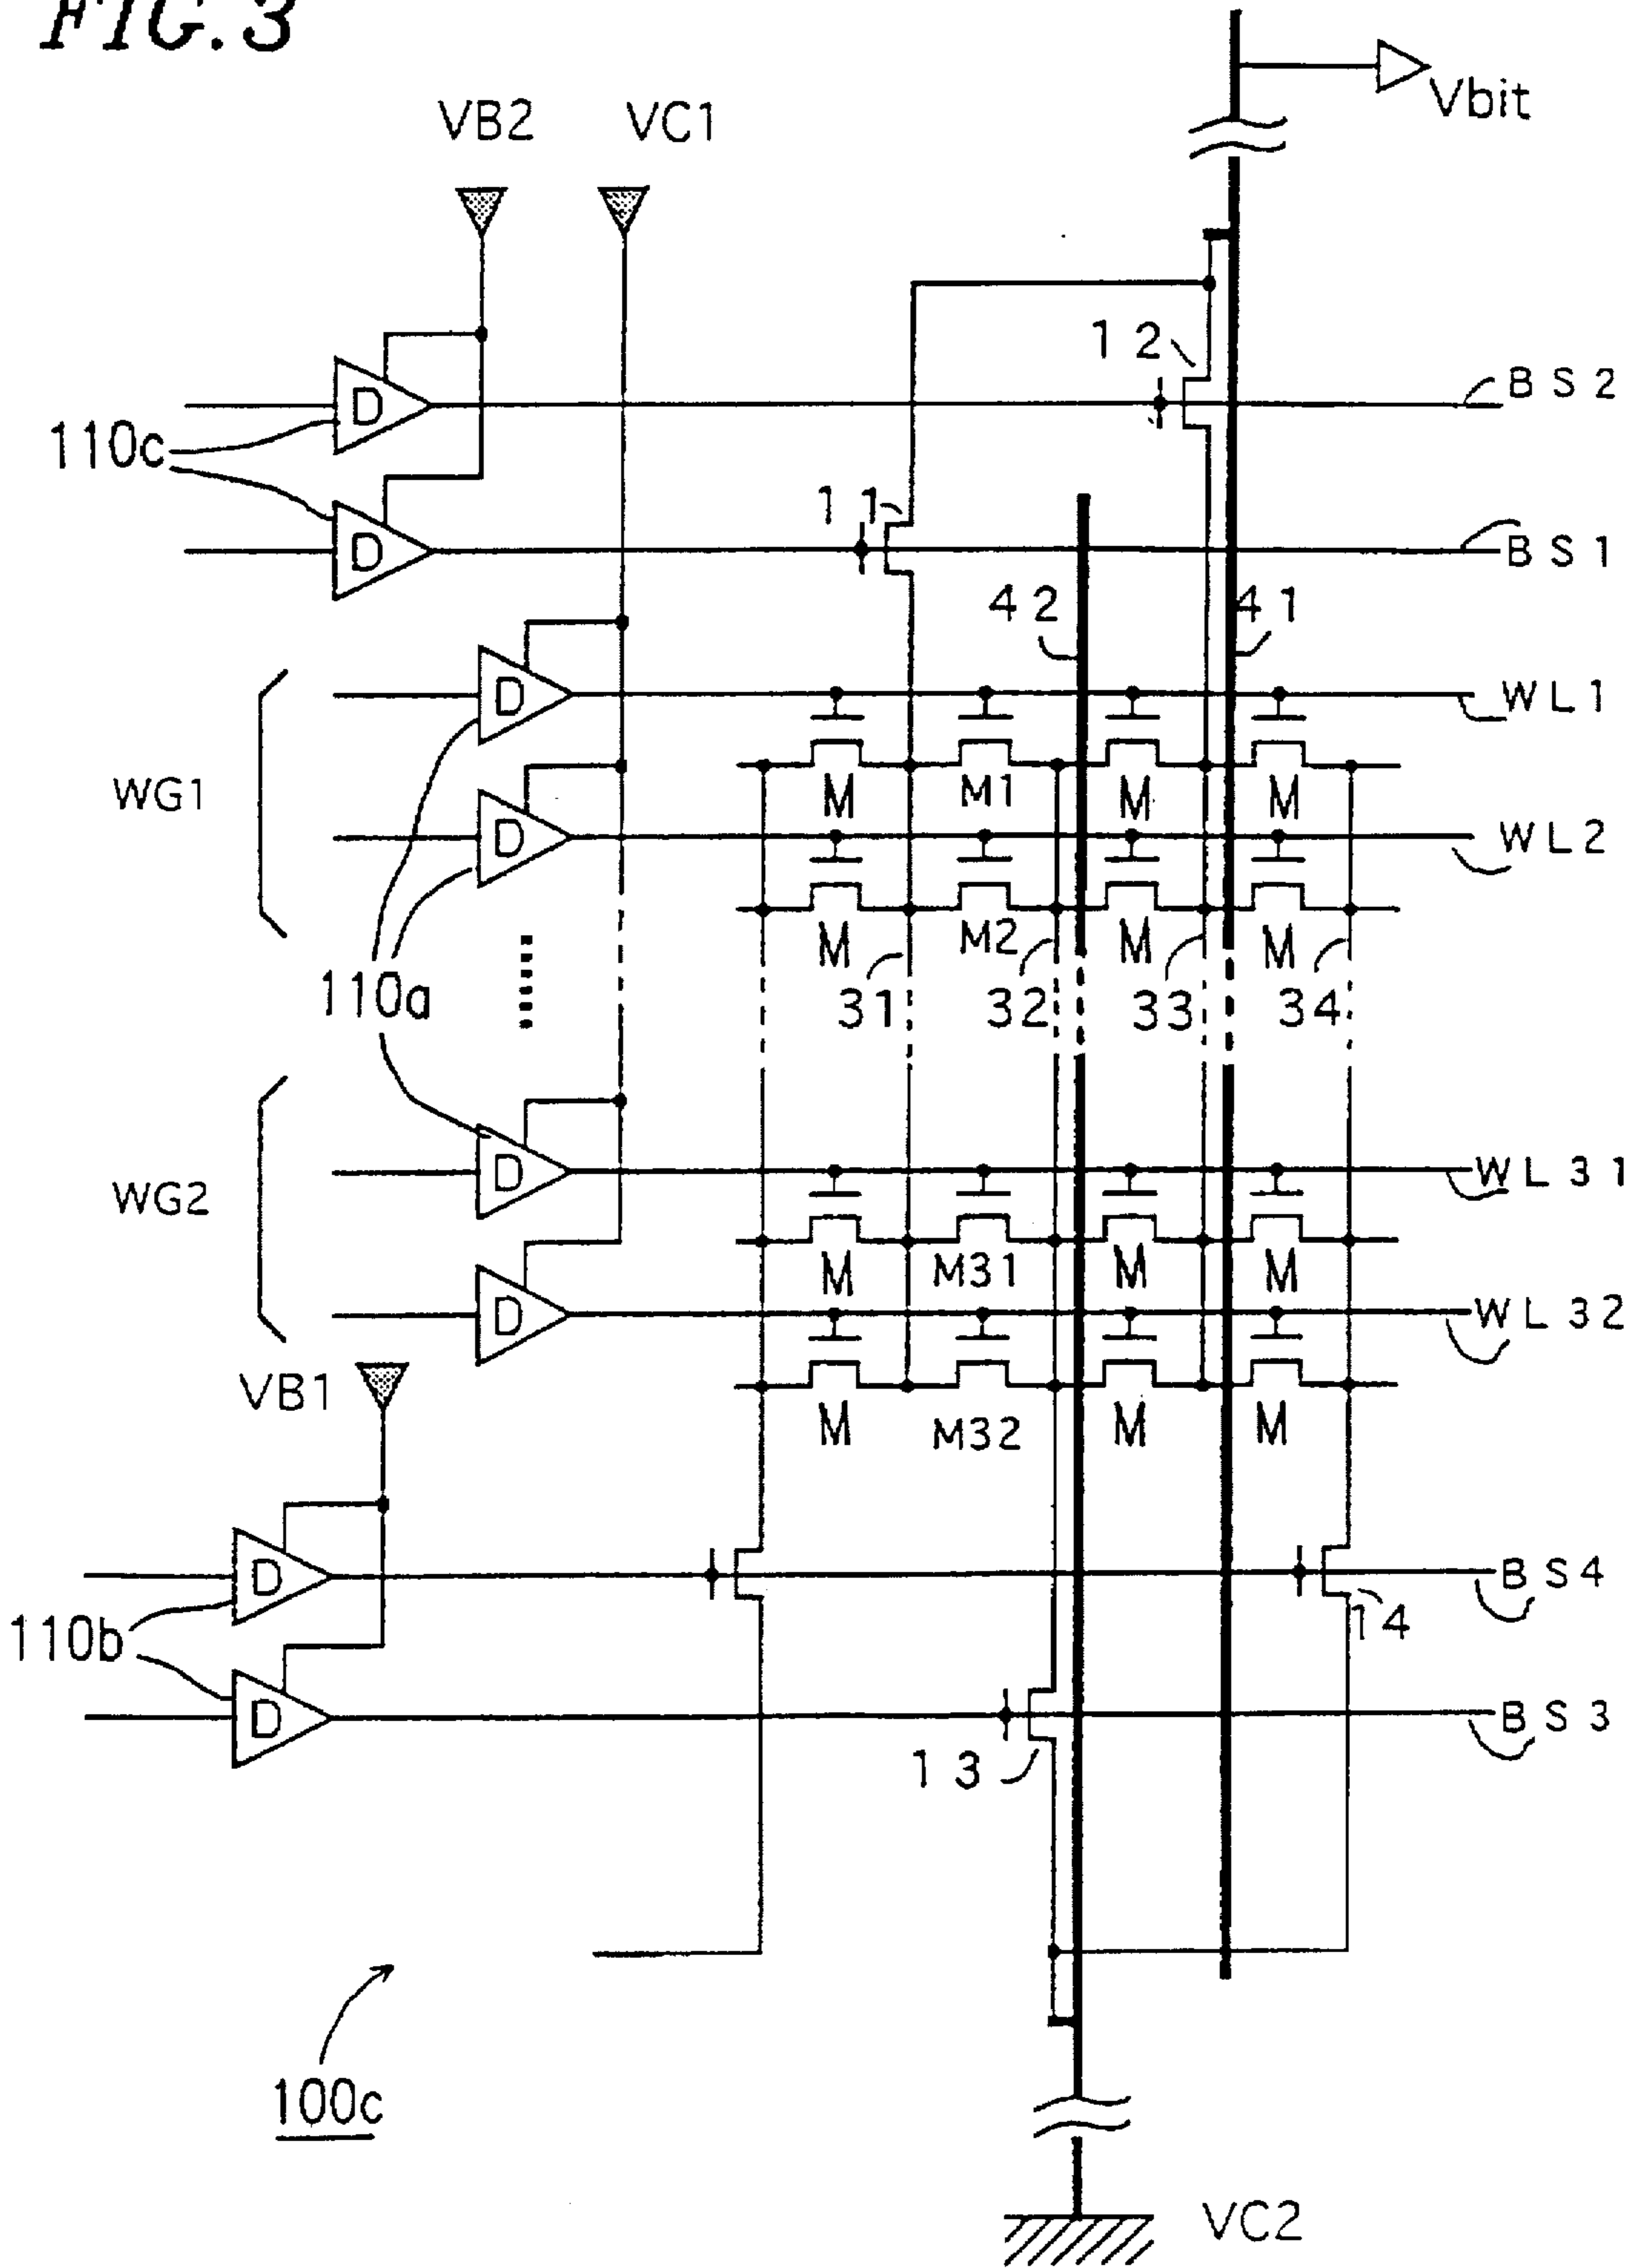 FIG. 3
Vbit
VB2 VC1
12
D BS2
110c
11
D BS1
42 41
D WL1
WG1 M M1 M M
D WL2
M M2 M M
110a 31 32 33 34
D WL31
WG2 M M31 M M
D WL32
VB1
M M32 M M
D BS4
14
110b
D BS3
13
100c
VC2